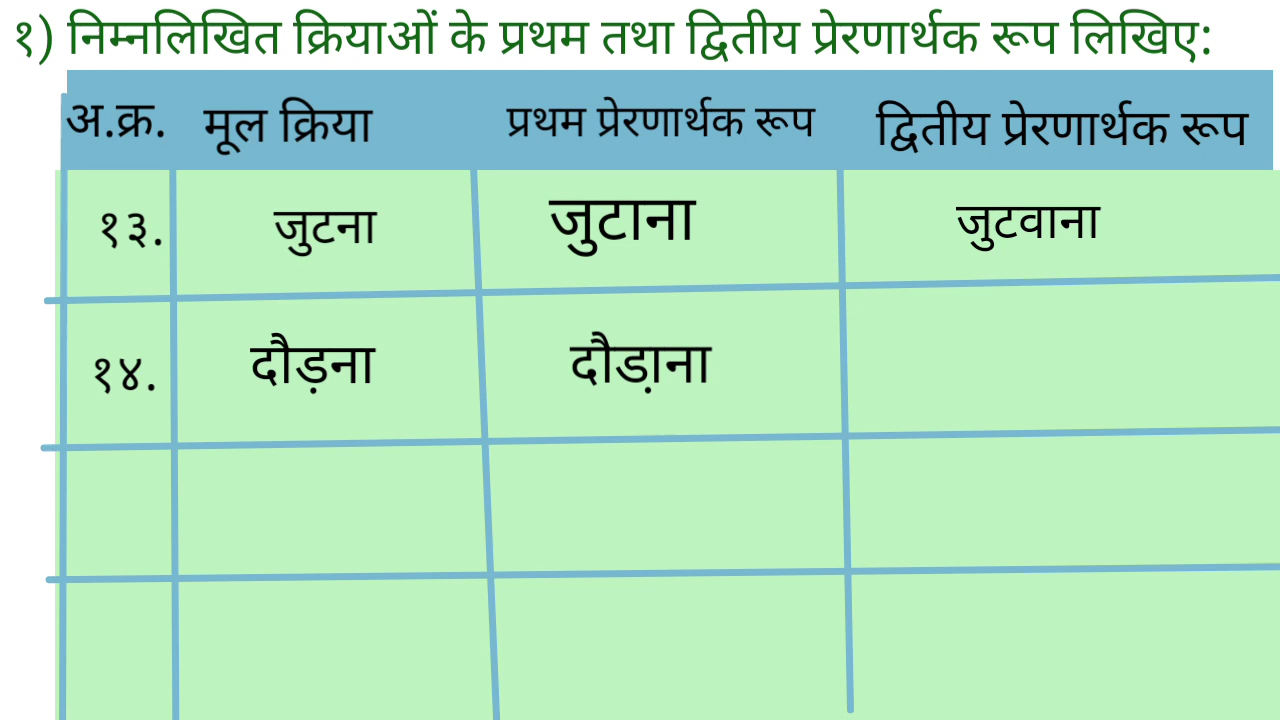 १) निम्नलिखित क्रियाओं के प्रथम तथा द्वितीय प्रेरणार्थक रूप लिखिए:
अ.क्र. मूल क्रिया प्रथम प्रेरणार्थक रूप द्वितीय प्रेरणार्थक रूप
१३. जुटना जुटाना जुटवाना
१४. दौड़ना दौडा़ना